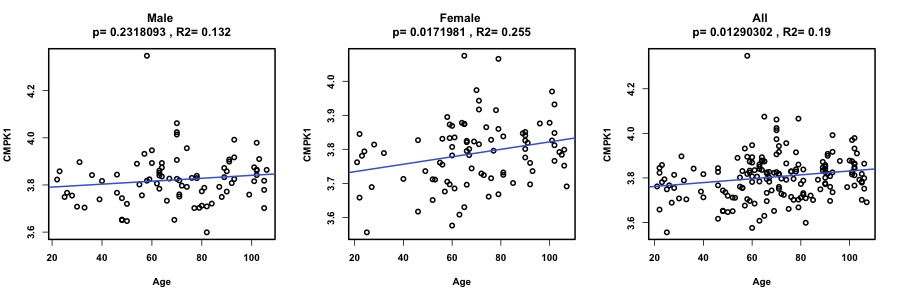 Male
p= 0.2318093 , R2= 0.132
CMPK1
4.2
4.0
3.8
3.6
20 40 60 80 100
Age
Female
p= 0.0171981 , R2= 0.255
CMPK1
4.0
3.9
3.8
3.7
3.6
20 40 60 80 100
Age
All
p= 0.01290302 , R2= 0.19
CMPK1
4.2
4.0
3.8
3.6
20 40 60 80 100
Age